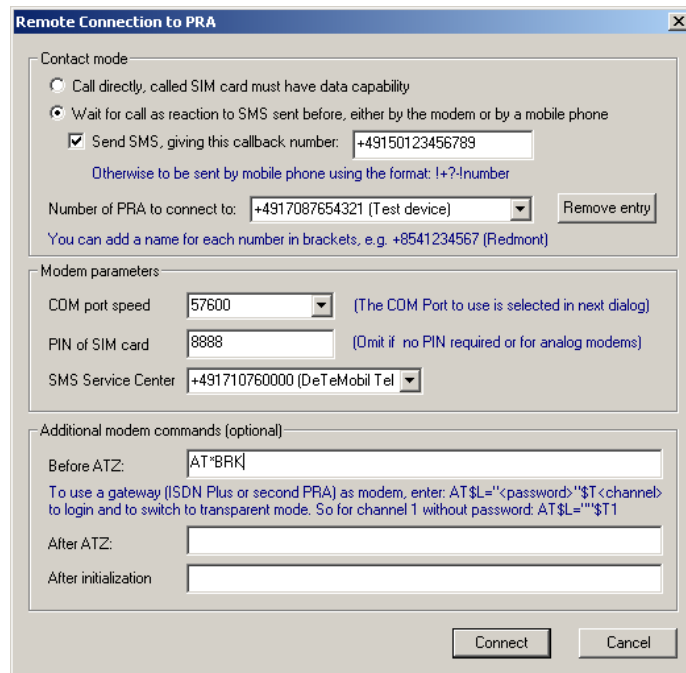 Remote Connection to PRA
Contact mode
Call directly, called SIM card must have data capability
Wait for call as reaction to SMS sent before, either by the modem or by a mobile phone
Send SMS, giving this callback number: +49150123456789
Otherwise to be sent by mobile phone using the format: !+?-!number
Number of PRA to connect to: +4917087654321 (Test device) Remove entry
You can add a name for each number in brackets, e.g. +8541234567 (Redmont)
Modem parameters
COM port speed 57600 (The COM Port to use is selected in next dialog)
PIN of SIM card 8888 (Omit if no PIN required or for analog modems)
SMS Service Center +491710760000 (DeTeMobil Tel
Additional modem commands (optional)
Before ATZ: AT*BRK
To use a gateway (ISDN Plus or second PRA) as modem, enter: AT$L="<password>"$T<channel>
to login and to switch to transparent mode. So for channel 1 without password: AT$L=""$T1
After ATZ:
After initialization
Connect Cancel